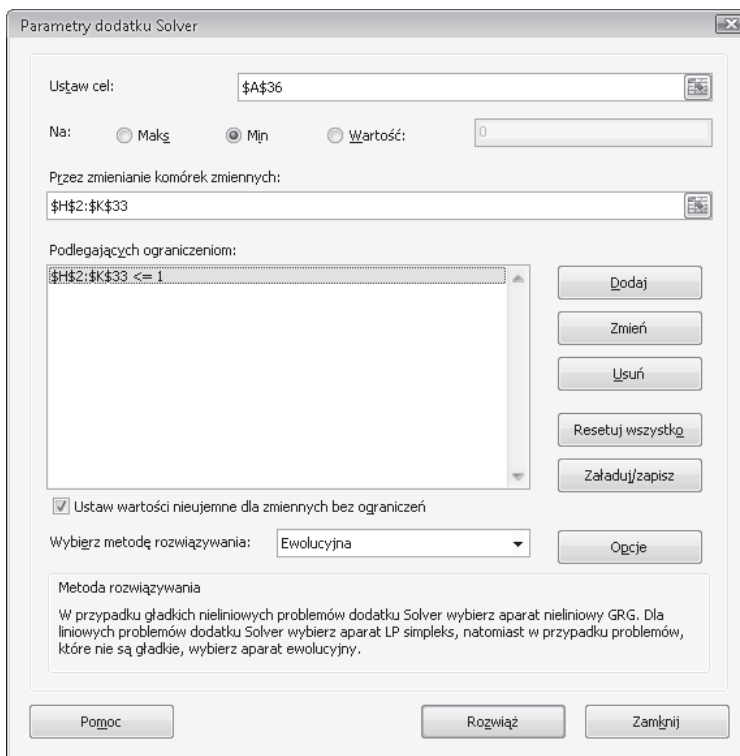 Parametry dodatku Solver
Ustaw cel:
$A$36
Na:
Maks
Min
Wartość:
0
Przez zmienianie komórek zmiennych:
$H$2:$K$33
Podlegających ograniczeniom:
$H$2:$K$33 <= 1
Dodaj
Zmień
Usuń
Resetuj wszystko
Załaduj/zapisz
Ustaw wartości nieujemne dla zmiennych bez ograniczeń
Wybierz metodę rozwiązywania:
Ewolucyjna
Opcje
Metoda rozwiązywania
W przypadku gładkich nieliniowych problemów dodatku Solver wybierz aparat nieliniowy GRG. Dla
liniowych problemów dodatku Solver wybierz aparat LP simpleks, natomiast w przypadku problemów,
które nie są gładkie, wybierz aparat ewolucyjny.
Pomoc
Rozwiąż
Zamknij